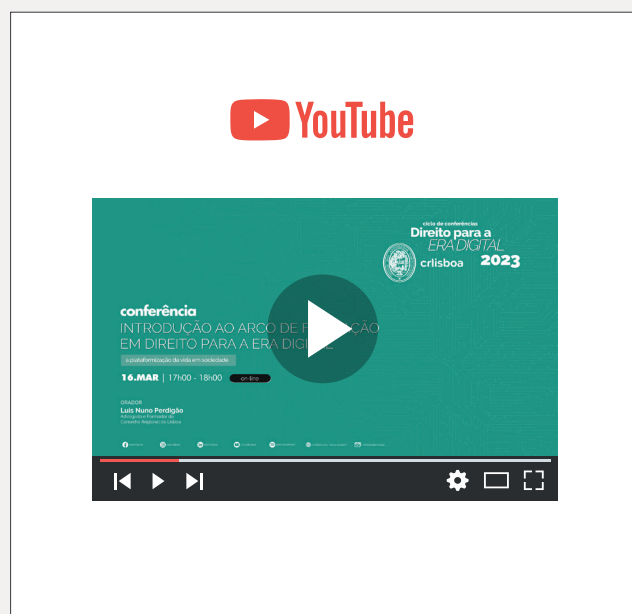 YouTube
ciclo de conferências
Direito para a
ERA DIGITAL
crlisboa 2023
conferência
INTRODUÇÃO AO ARCO DE F ÇÃO
EM DIREITO PARA A ERA DIGITAL
a plataformização da vida em sociedade
16.MAR | 17h00 - 18h00 on-line
ORADOR
Luís Nuno Perdigão
Advogado e Formador do
Conselho Regional de Lisboa